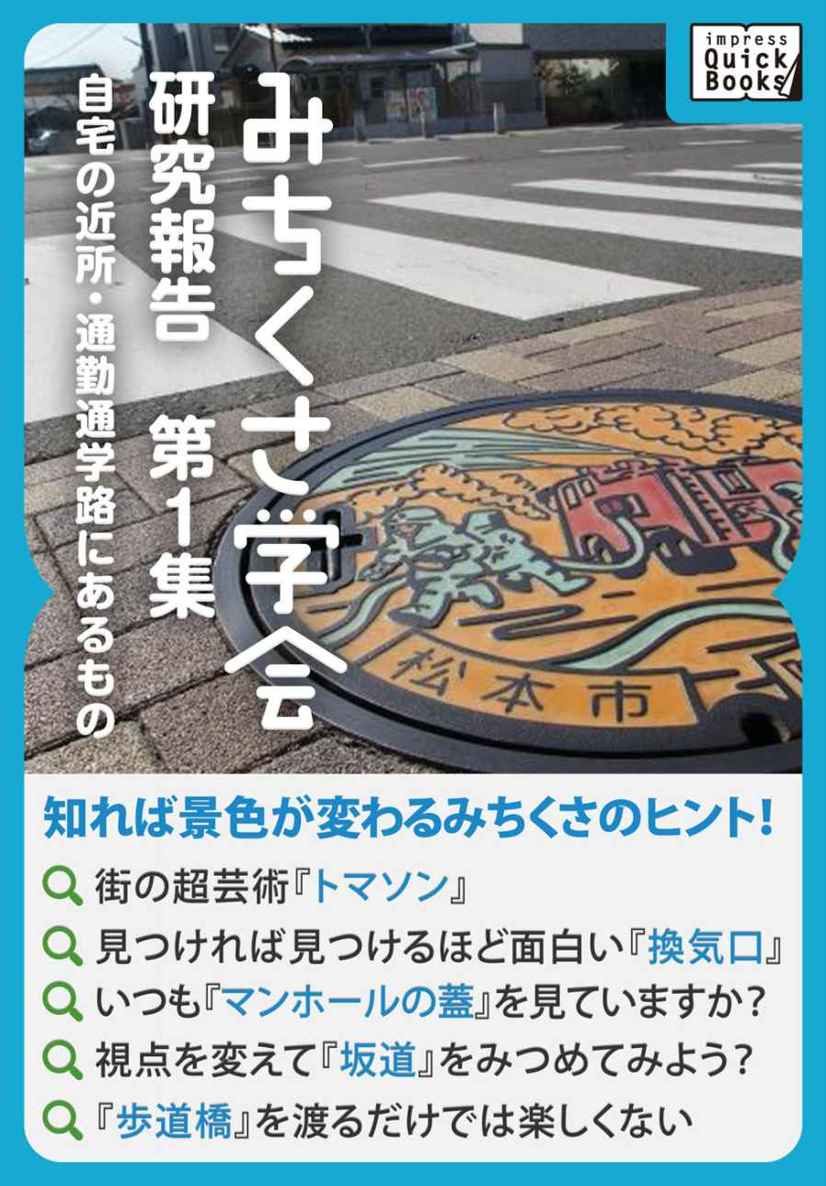 impress
Quick
Books
みちくさ学会
研究報告 第1集
自宅の近所・通勤通学路にあるもの
松本市
知れば景色が変わるみちくさのヒント!
街の超芸術『トマソン』
見つければ見つけるほど面白い『換気口』
いつも『マンホールの蓋』を見ていますか?
視点を変えて『坂道』をみつめてみよう?
『歩道橋』を渡るだけでは楽しくない